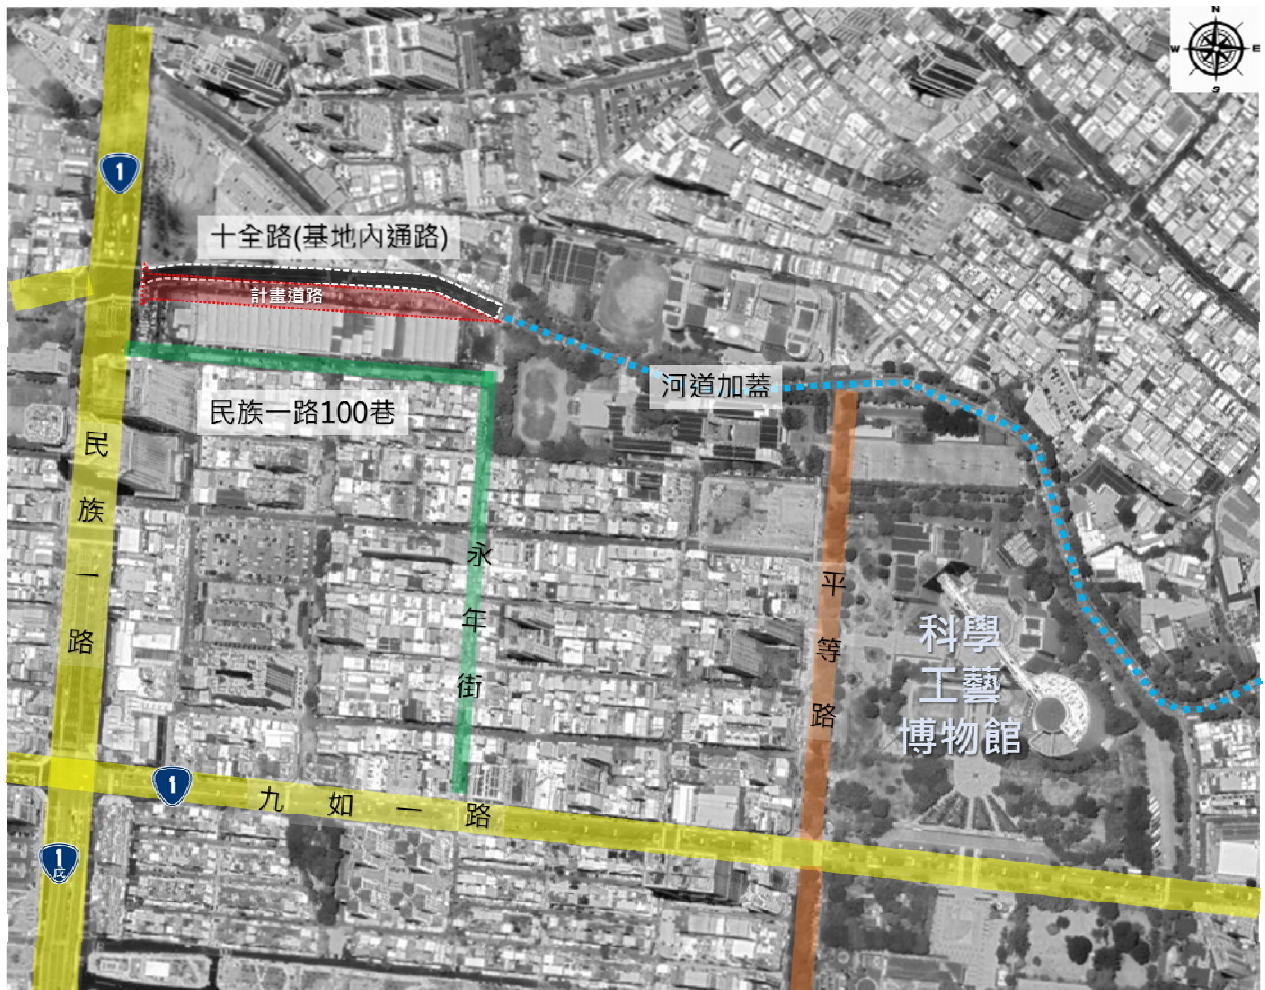 N
W E
S
1
十全路(基地內通路)
計畫道路
河道加蓋
民族一路100巷
民族一路
永年街
平等路
科學
工藝
博物館
1
九如一路
1
戊